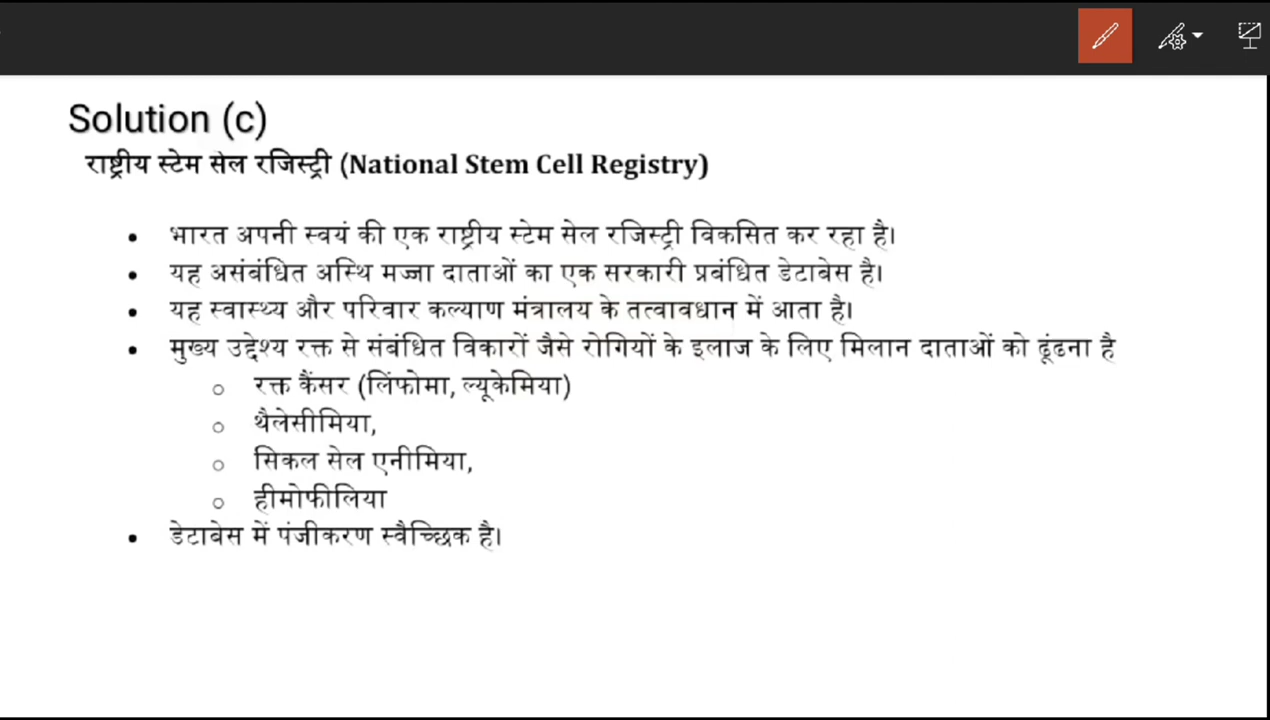 Solution (c)
राष्ट्रीय स्टेम सेल रजिस्ट्री (National Stem Cell Registry)
• भारत अपनी स्वयं की एक राष्ट्रीय स्टेम सेल रजिस्ट्री विकसित कर रहा है।
• यह असंबंधित अस्थि मज्जा दाताओं का एक सरकारी प्रबंधित डेटाबेस है।
• यह स्वास्थ्य और परिवार कल्याण मंत्रालय के तत्वावधान में आता है।
• मुख्य उद्देश्य रक्त से संबंधित विकारों जैसे रोगियों के इलाज के लिए मिलान दाताओं को ढूंढना है
○ रक्त कैंसर (लिंफोमा, ल्यूकेमिया)
○ थैलेसीमिया,
○ सिकल सेल एनीमिया,
○ हीमोफीलिया
• डेटाबेस में पंजीकरण स्वैच्छिक है।